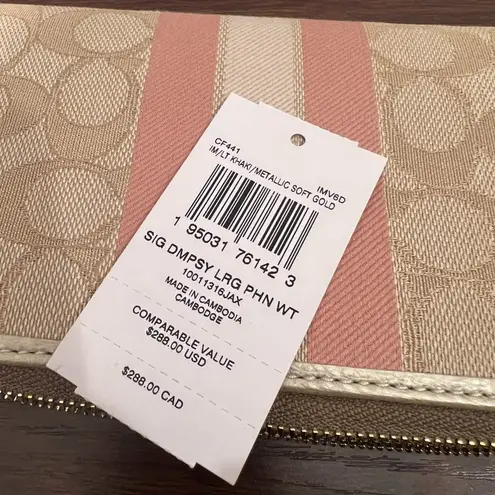 CF441 IMV6D
IM/LT KHAKI/METALLIC SOFT GOLD
1 95031 76142 3
SIG DMPSY LRG PHN WT
10011316JAX
MADE IN CAMBODIA
CAMBODGE
COMPARABLE VALUE
$288.00 USD
$288.00 CAD